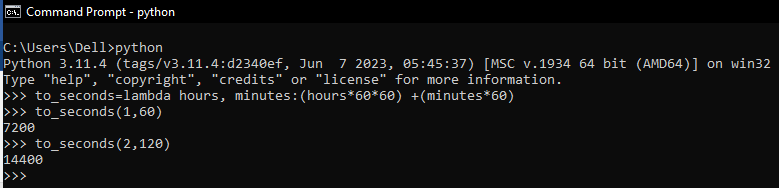 Command Prompt - python
C:\Users\Dell>python
Python 3.11.4 (tags/v3.11.4:d2340ef, Jun  7 2023, 05:45:37) [MSC v.1934 64 bit (AMD64)] on win32
Type "help", "copyright", "credits" or "license" for more information.
>>> to_seconds=lambda hours, minutes:(hours*60*60) +(minutes*60)
>>> to_seconds(1,60)
7200
>>> to_seconds(2,120)
14400
>>>